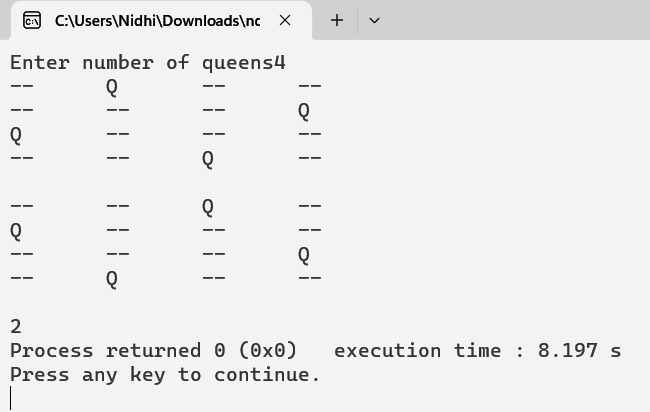 C:\Users\Nidhi\Downloads\nc
Enter number of queens4
-- Q -- --
-- -- -- Q
Q -- -- --
-- -- Q --
-- -- Q --
Q -- -- --
-- -- -- Q
-- Q -- --
2
Process returned 0 (0x0)   execution time : 8.197 s
Press any key to continue.